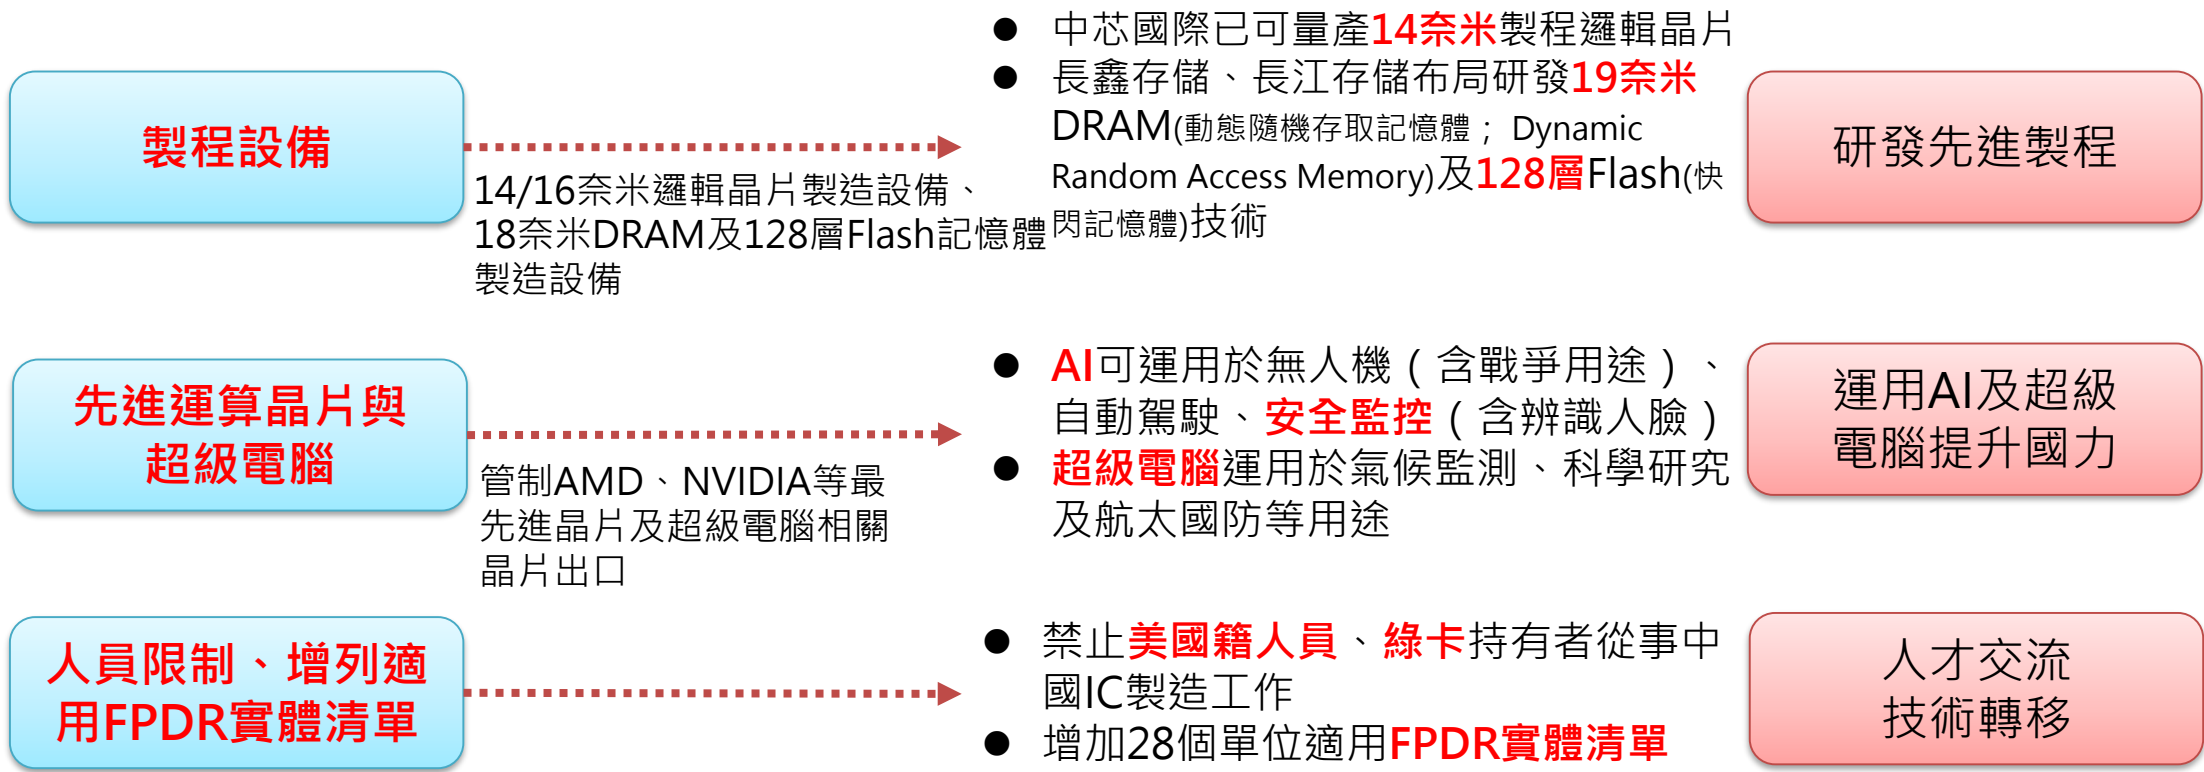 製程設備
14/16奈米邏輯晶片製造設備、
18奈米DRAM及128層Flash記憶體
製造設備
● 中芯國際已可量產14奈米製程邏輯晶片
● 長鑫存儲、長江存儲布局研發19奈米
DRAM(動態隨機存取記憶體； Dynamic
Random Access Memory)及128層Flash(快
閃記憶體)技術
研發先進製程
先進運算晶片與
超級電腦
管制AMD、NVIDIA等最
先進晶片及超級電腦相關
晶片出口
● AI可運用於無人機（含戰爭用途）、
自動駕駛、安全監控（含辨識人臉）
● 超級電腦運用於氣候監測、科學研究
及航太國防等用途
運用AI及超級
電腦提升國力
人員限制、增列適
用FPDR實體清單
● 禁止美國籍人員、綠卡持有者從事中
國IC製造工作
● 增加28個單位適用FPDR實體清單
人才交流
技術轉移